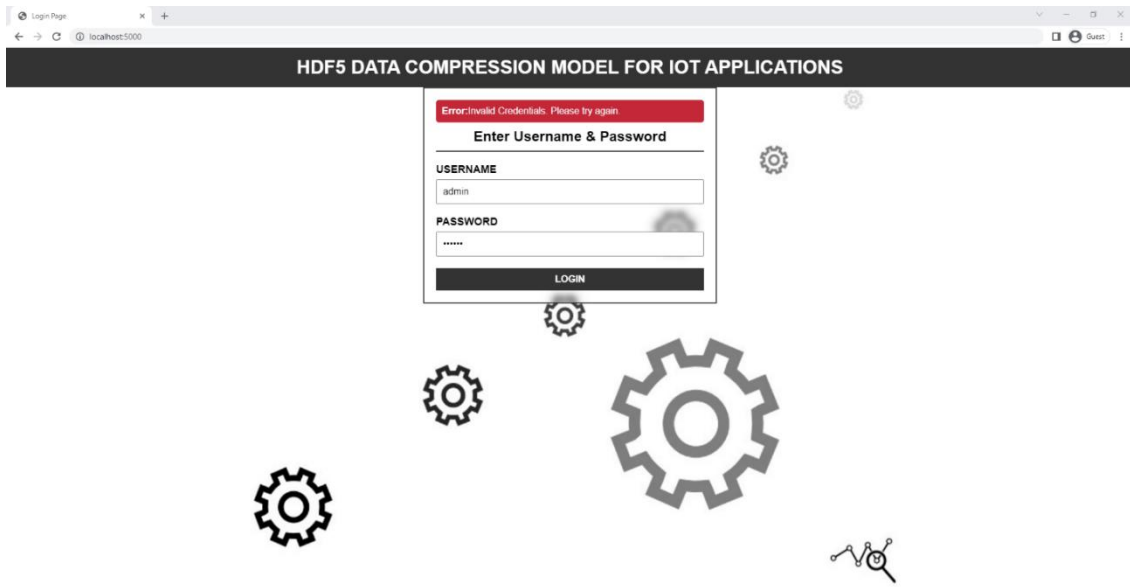 Login Page
localhost:5000
Guest
HDF5 DATA COMPRESSION MODEL FOR IOT APPLICATIONS
Error:Invalid Credentials. Please try again.
Enter Username & Password
USERNAME
admin
PASSWORD
••••••
LOGIN